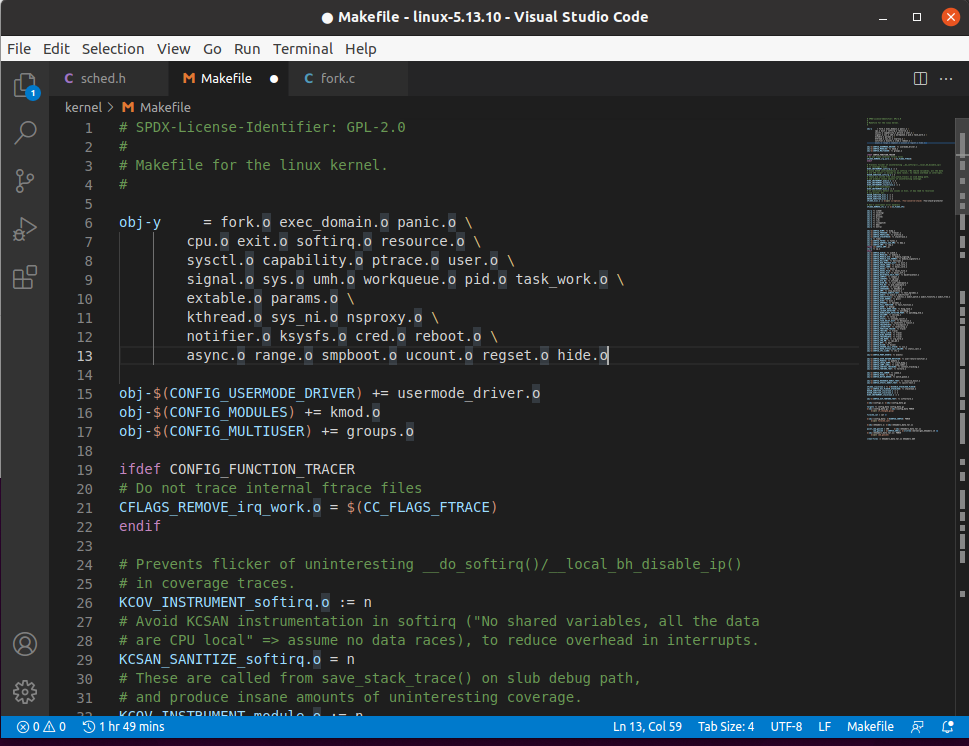 ● Makefile - linux-5.13.10 - Visual Studio Code
File Edit Selection View Go Run Terminal Help
1
C sched.h M Makefile ● C fork.c
kernel > M Makefile
1 # SPDX-License-Identifier: GPL-2.0
2 #
3 # Makefile for the linux kernel.
4 #
5
6 obj-y     = fork.o exec_domain.o panic.o \
7 cpu.o exit.o softirq.o resource.o \
8 sysctl.o capability.o ptrace.o user.o \
9 signal.o sys.o umh.o workqueue.o pid.o task_work.o \
10 extable.o params.o \
11 kthread.o sys_ni.o nsproxy.o \
12 notifier.o ksysfs.o cred.o reboot.o \
13 async.o range.o smpboot.o ucount.o regset.o hide.o
14
15 obj-$(CONFIG_USERMODE_DRIVER) += usermode_driver.o
16 obj-$(CONFIG_MODULES) += kmod.o
17 obj-$(CONFIG_MULTIUSER) += groups.o
18
19 ifdef CONFIG_FUNCTION_TRACER
20 # Do not trace internal ftrace files
21 CFLAGS_REMOVE_irq_work.o = $(CC_FLAGS_FTRACE)
22 endif
23
24 # Prevents flicker of uninteresting __do_softirq()/__local_bh_disable_ip()
25 # in coverage traces.
26 KCOV_INSTRUMENT_softirq.o := n
27 # Avoid KCSAN instrumentation in softirq ("No shared variables, all the data
28 # are CPU local" => assume no data races), to reduce overhead in interrupts.
29 KCSAN_SANITIZE_softirq.o = n
30 # These are called from save_stack_trace() on slub debug path,
31 # and produce insane amounts of uninteresting coverage.
32 KCOV_INSTRUMENT_module.o := n
0 0 1 hr 49 mins Ln 13, Col 59 Tab Size: 4 UTF-8 LF Makefile